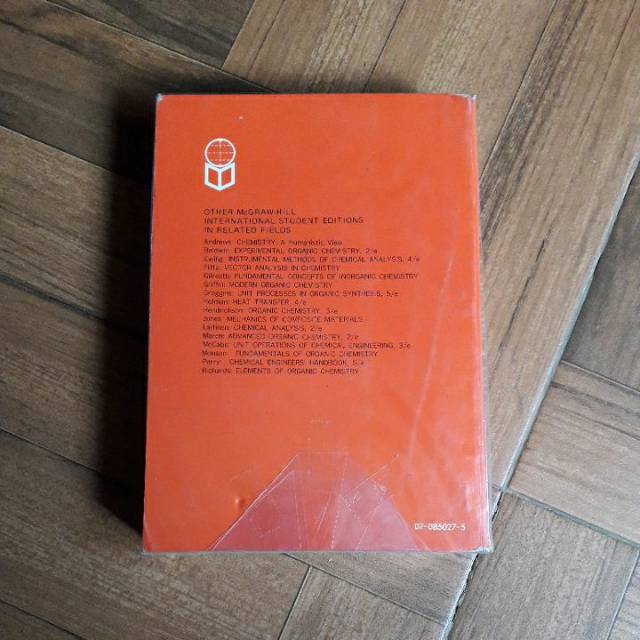 OTHER McGRAW-HILL
INTERNATIONAL STUDENT EDITIONS
IN RELATED FIELDS
Andrews: CHEMISTRY: A Humanistic View
Baldwin: EXPERIMENTAL ORGANIC CHEMISTRY, 2/e
Ewing: INSTRUMENTAL METHODS OF CHEMICAL ANALYSIS, 4/e
Fitts: VECTOR ANALYSIS IN CHEMISTRY
Gilreath: FUNDAMENTAL CONCEPTS OF INORGANIC CHEMISTRY
Griffin: MODERN ORGANIC CHEMISTRY
Groggins: UNIT PROCESSES IN ORGANIC SYNTHESIS, 5/e
Holman: HEAT TRANSFER, 4/e
Hendrickson: ORGANIC CHEMISTRY, 3/e
Jones: MECHANICS OF COMPOSITE MATERIALS
Laitinen: CHEMICAL ANALYSIS, 2/e
March: ADVANCED ORGANIC CHEMISTRY, 2/e
McCabe: UNIT OPERATIONS OF CHEMICAL ENGINEERING, 3/e
FUNDAMENTALS OF ORGANIC CHEMISTRY
Perry: CHEMICAL ENGINEERS' HANDBOOK, 5/e
Richards: ELEMENTS OF ORGANIC CHEMISTRY
07-085027-5